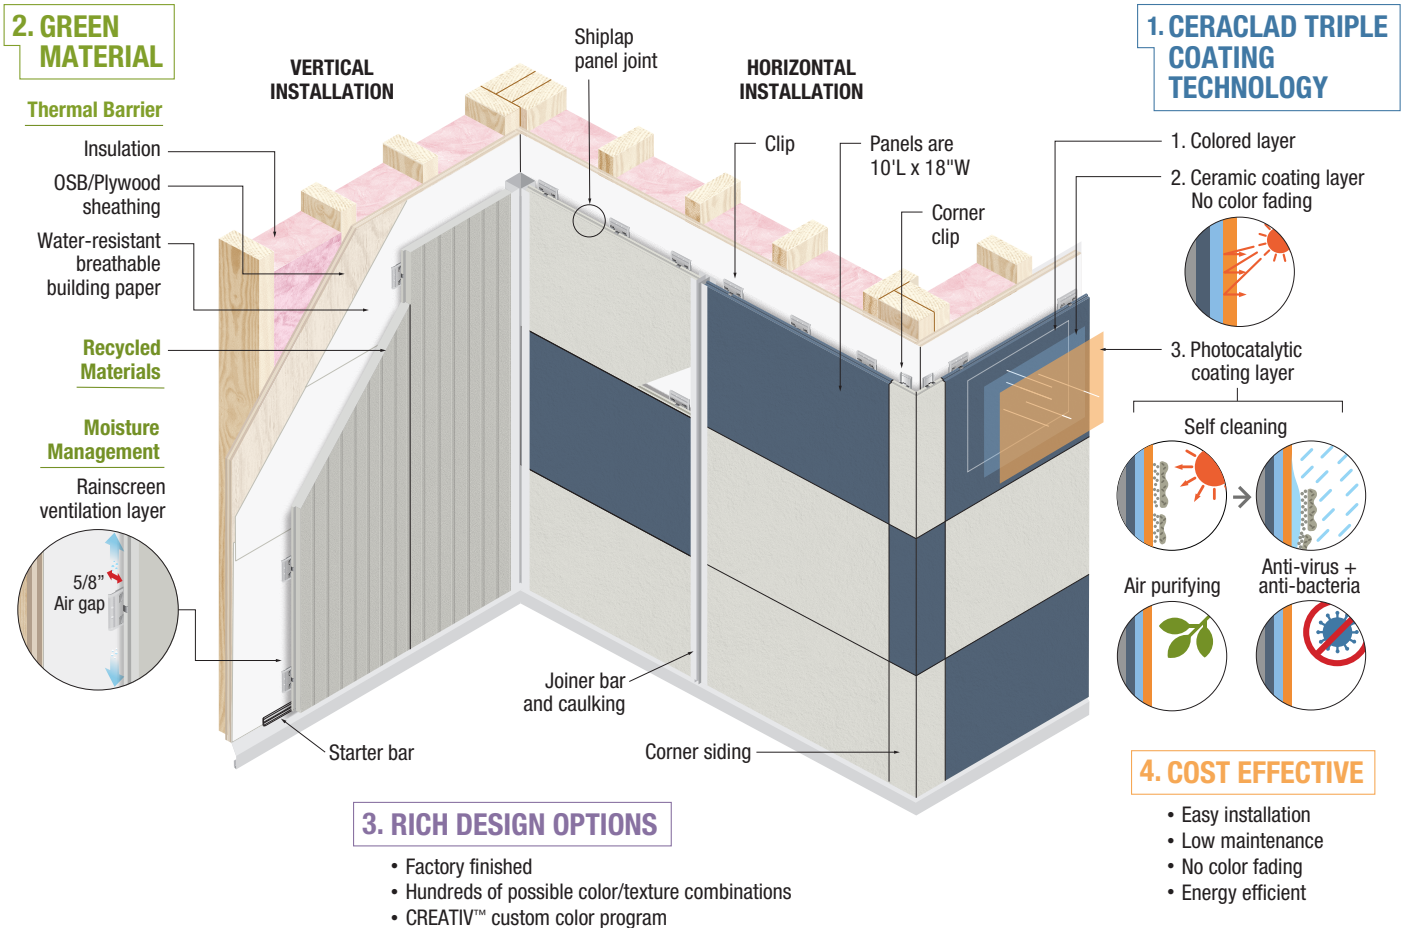 2. GREEN
MATERIAL
Thermal Barrier
Insulation
OSB/Plywood
sheathing
Water-resistant
breathable
building paper
Recycled
Materials
Moisture
Management
Rainscreen
ventilation layer
5/8”
Air gap
VERTICAL
INSTALLATION
Shiplap
panel joint
HORIZONTAL
INSTALLATION
Clip
Panels are
10'L x 18"W
Corner
clip
Joiner bar
and caulking
Starter bar
Corner siding
1. CERACLAD TRIPLE
COATING
TECHNOLOGY
1. Colored layer
2. Ceramic coating layer
No color fading
3. Photocatalytic
coating layer
Self cleaning
Air purifying
Anti-virus +
anti-bacteria
3. RICH DESIGN OPTIONS
• Factory finished
• Hundreds of possible color/texture combinations
• CREATIV™ custom color program
4. COST EFFECTIVE
• Easy installation
• Low maintenance
• No color fading
• Energy efficient